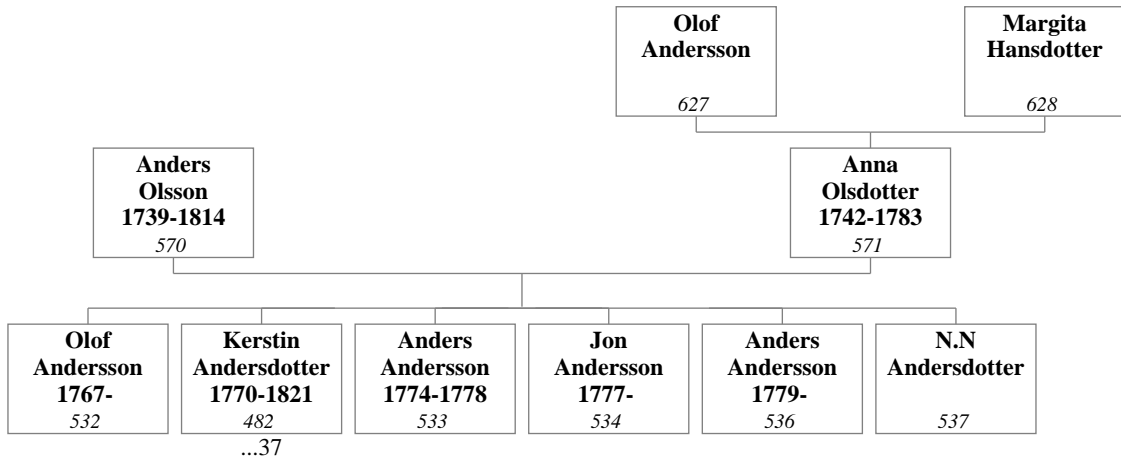 Olof
Andersson
627
Margita
Hansdotter
628
Anders
Olsson
1739-1814
570
Anna
Olsdotter
1742-1783
571
Olof
Andersson
1767-
532
Kerstin
Andersdotter
1770-1821
482
...37
Anders
Andersson
1774-1778
533
Jon
Andersson
1777-
534
Anders
Andersson
1779-
536
N.N
Andersdotter
537